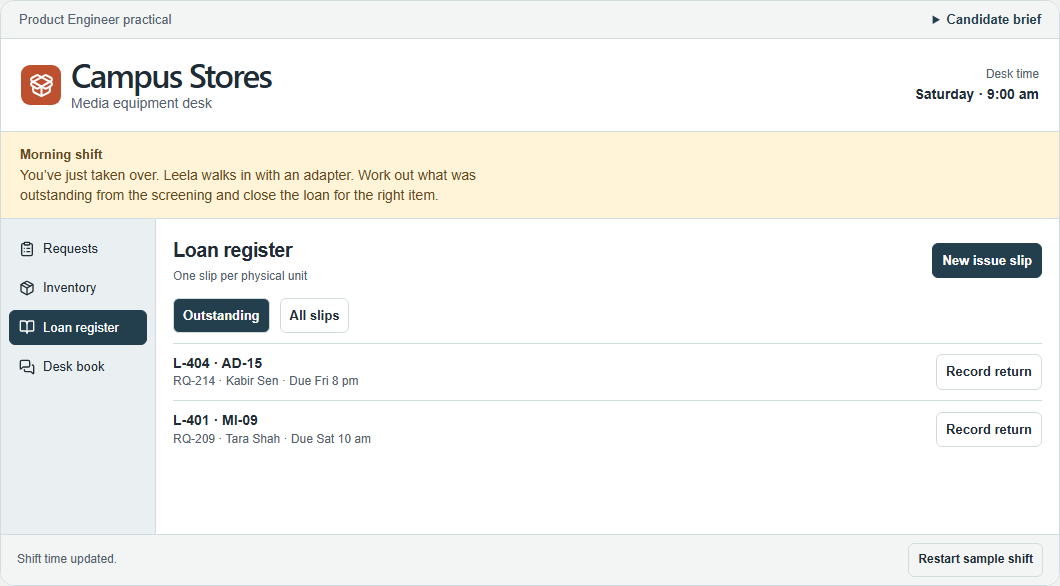 Product Engineer practical
▶ Candidate brief
Campus Stores
Media equipment desk
Desk time
Saturday · 9:00 am
Morning shift
You’ve just taken over. Leela walks in with an adapter. Work out what was
outstanding from the screening and close the loan for the right item.
Requests
Inventory
Loan register
Desk book
Loan register
One slip per physical unit
New issue slip
Outstanding
All slips
L-404 · AD-15
RQ-214 · Kabir Sen · Due Fri 8 pm
Record return
L-401 · MI-09
RQ-209 · Tara Shah · Due Sat 10 am
Record return
Shift time updated.
Restart sample shift